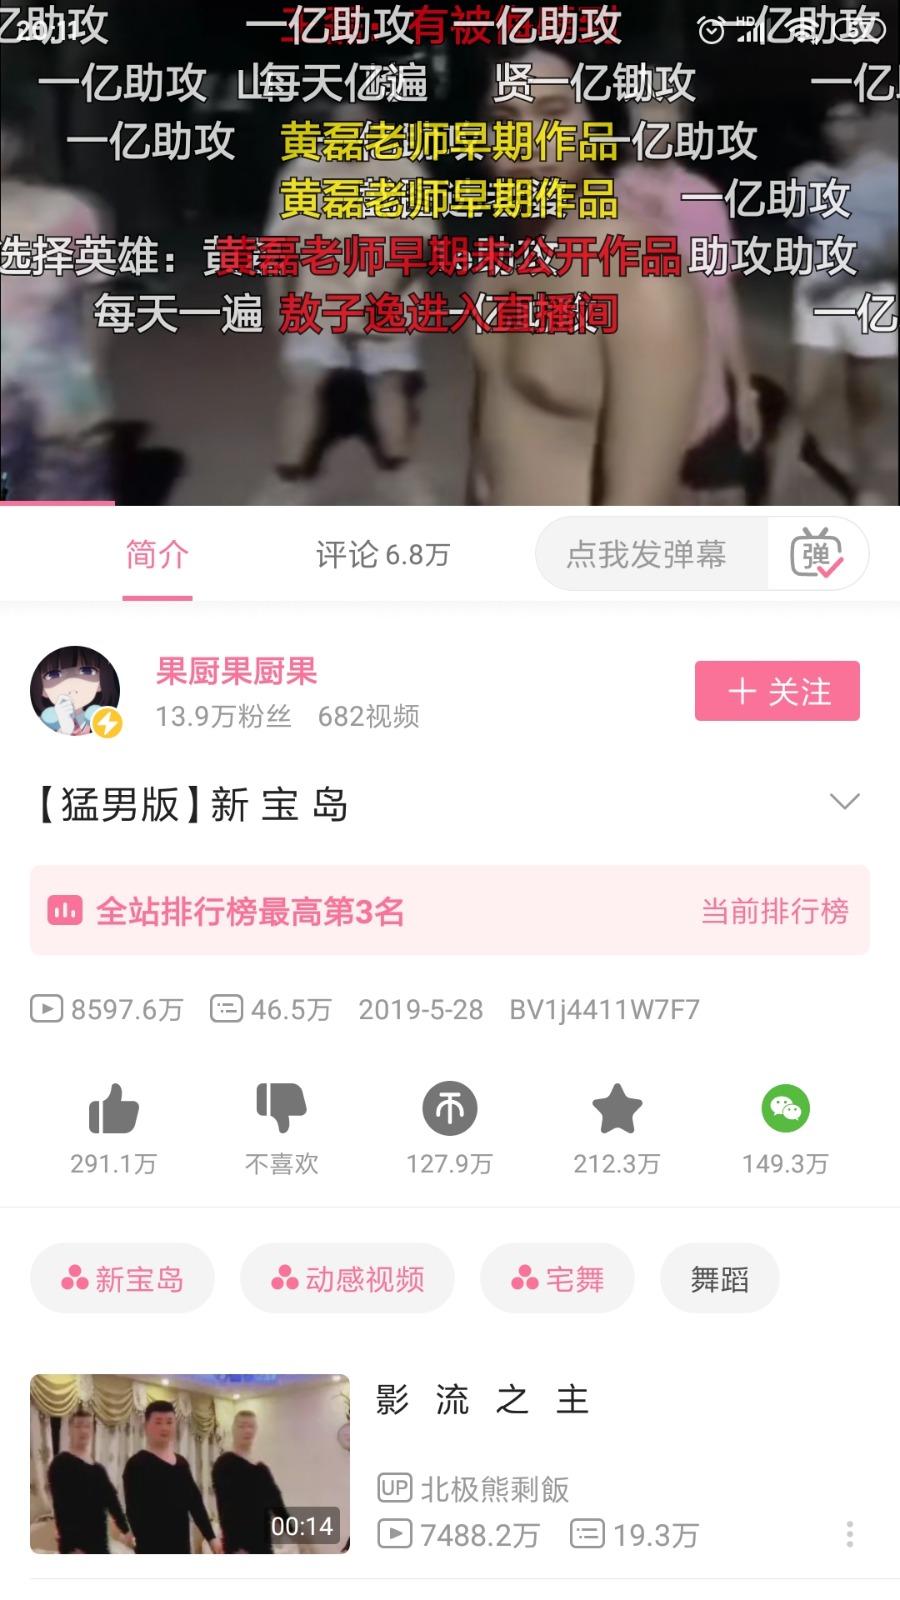 亿助攻 一亿助攻 一亿助攻 亿助攻
一亿助攻 每天亿遍 贤 一亿助攻 一亿
一亿助攻 黄磊老师早期作品 一亿助攻
黄磊老师早期作品 一亿助攻
选择英雄：黄 黄磊老师早期未公开作品 助攻助攻
每天一遍 敖子逸进入直播间 一亿
简介 评论 6.8万 点我发弹幕 弹
果厨果厨果
13.9万粉丝 682视频
＋ 关注
【猛男版】新 宝 岛
全站排行榜最高第3名 当前排行榜
8597.6万 46.5万 2019-5-28 BV1j4411W7F7
291.1万 不喜欢 127.9万 212.3万 149.3万
新宝岛 动感视频 宅舞 舞蹈
影 流 之 主
UP 北极熊剩飯
00:14 7488.2万 19.3万